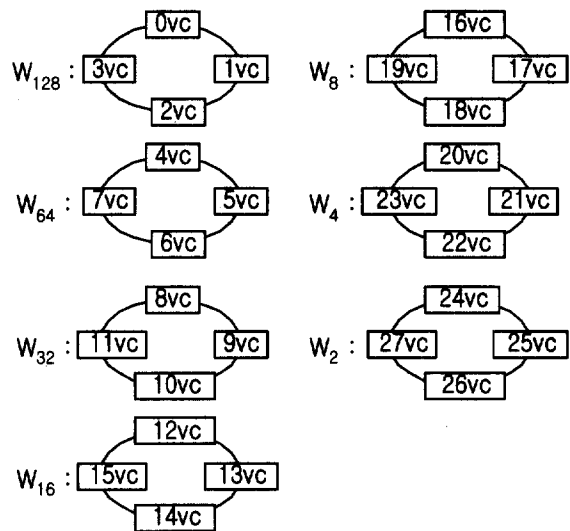 0vc
W128 : 3vc 1vc
2vc
4vc
W64 : 7vc 5vc
6vc
8vc
W32 : 11vc 9vc
10vc
12vc
W16 : 15vc 13vc
14vc
16vc
W8 : 19vc 17vc
18vc
20vc
W4 : 23vc 21vc
22vc
24vc
W2 : 27vc 25vc
26vc